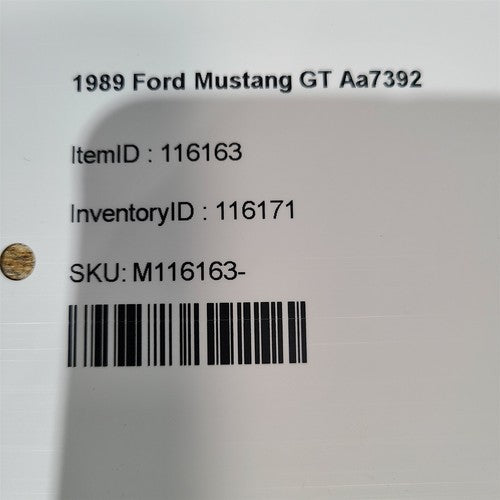 1989 Ford Mustang GT Aa7392
ItemID : 116163
InventoryID : 116171
SKU: M116163-